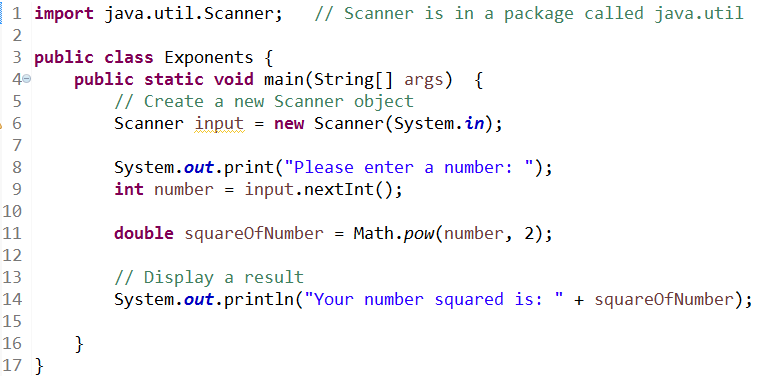 1 import java.util.Scanner;   // Scanner is in a package called java.util
2
3 public class Exponents {
4     public static void main(String[] args)  {
5         // Create a new Scanner object
6         Scanner input = new Scanner(System.in);
7
8         System.out.print("Please enter a number: ");
9         int number = input.nextInt();
10
11         double squareOfNumber = Math.pow(number, 2);
12
13         // Display a result
14         System.out.println("Your number squared is: " + squareOfNumber);
15
16     }
17 }